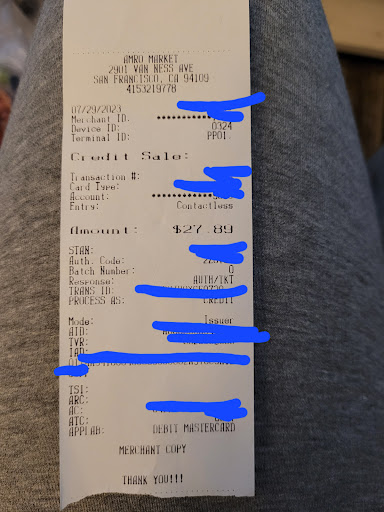 AMRO MARKET
2901 VAN NESS AVE
SAN FRANCISCO, CA 94109
4153219778
07/29/2023
Merchant ID:
Device ID: 0324
Terminal ID: PP01
Credit Sale:
Transaction #:
Card Type:
Account:
Entry: Contactless
Amount: $27.89
STAN:
Auth. Code:
Batch Number: 0
Response: AUTH/TKT
TRANS ID:
PROCESS AS: CREDIT
Mode: Issuer
AID:
TVR:
IAD:
TSI:
ARC:
AC:
ATC:
APPLAB: DEBIT MASTERCARD
MERCHANT COPY
THANK YOU!!!